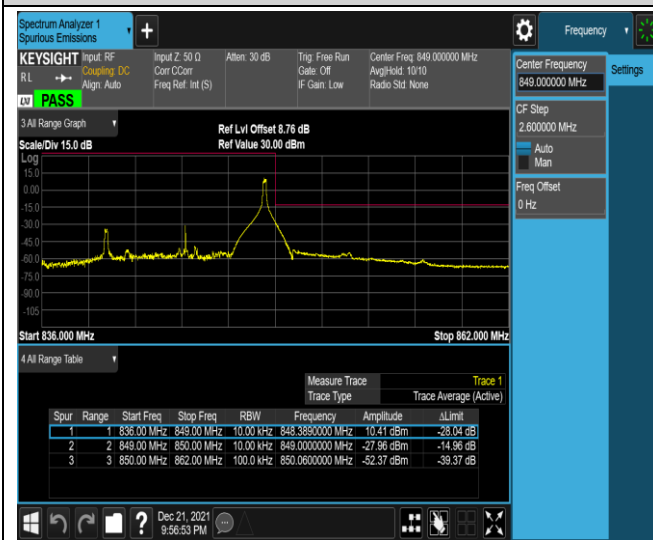 Spectrum Analyzer 1
Spurious Emissions
Frequency
KEYSIGHT
RL
LXI
PASS
Input: RF
Coupling: DC
Align: Auto
Input Z: 50 Ω
Corr CCorr
Freq Ref: Int (S)
Atten: 30 dB
Trig: Free Run
Gate: Off
IF Gain: Low
Center Freq: 849.000000 MHz
Avg|Hold: 10/10
Radio Std: None
Center Frequency
849.000000 MHz
Settings
CF Step
2.600000 MHz
Auto
Man
Freq Offset
0 Hz
3 All Range Graph
Scale/Div 15.0 dB
Ref Lvl Offset 8.76 dB
Ref Value 30.00 dBm
Log
15.0
0.00
-15.0
-30.0
-45.0
-60.0
-75.0
-90.0
-105
Start 836.000 MHz
Stop 862.000 MHz
4 All Range Table
Measure Trace Trace 1
Trace Type Trace Average (Active)
Spur Range Start Freq Stop Freq RBW Frequency Amplitude ΔLimit
1 1 836.00 MHz 849.00 MHz 10.00 kHz 848.3890000 MHz 10.41 dBm -28.04 dB
2 2 849.00 MHz 850.00 MHz 10.00 kHz 849.0000000 MHz -27.96 dBm -14.96 dB
3 3 850.00 MHz 862.00 MHz 100.0 kHz 850.0600000 MHz -52.37 dBm -39.37 dB
?
Dec 21, 2021
9:56:53 PM